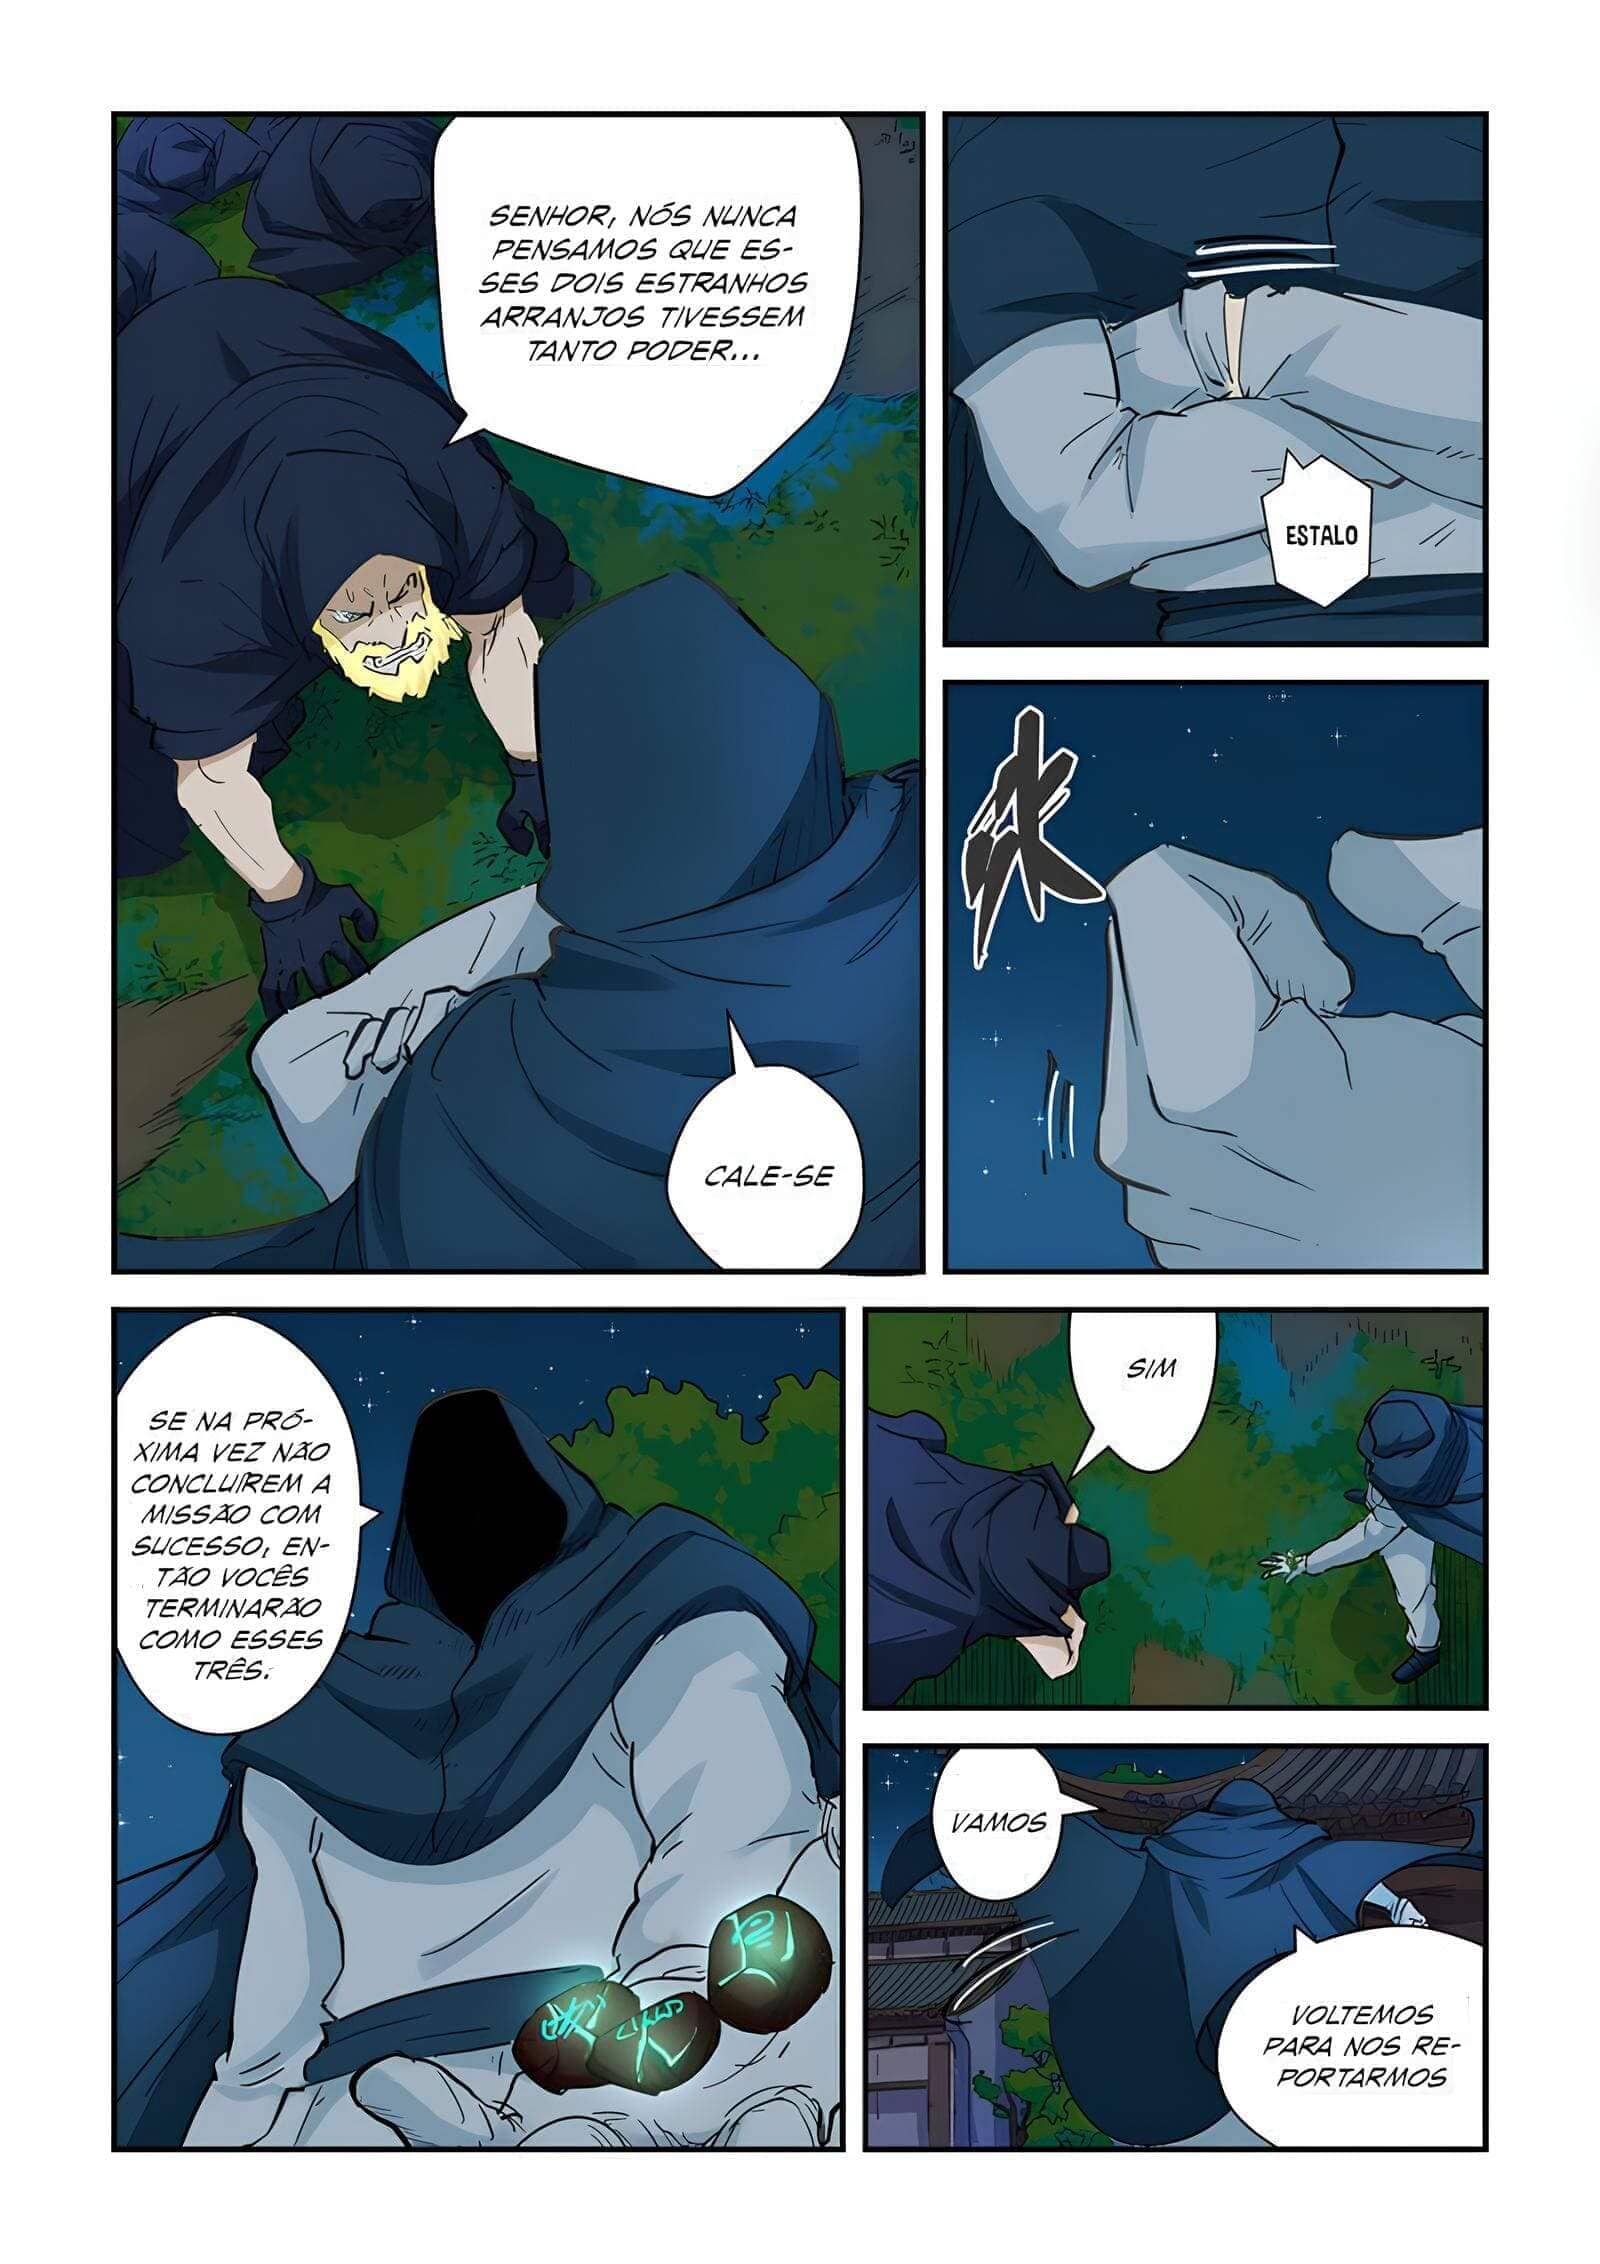 SENHOR, NÓS NUNCA
PENSAMOS QUE ES-
SES DOIS ESTRANHOS
ARRANJOS TIVESSEM
TANTO PODER...
CALE-SE
ESTALO
SE NA PRÓ-
XIMA VEZ NÃO
CONCLUÍREM A
MISSÃO COM
SUCESSO, EN-
TÃO VOCÊS
TERMINARÃO
COMO ESSES
TRÊS.
SIM
VAMOS
VOLTEMOS
PARA NOS RE-
PORTARMOS